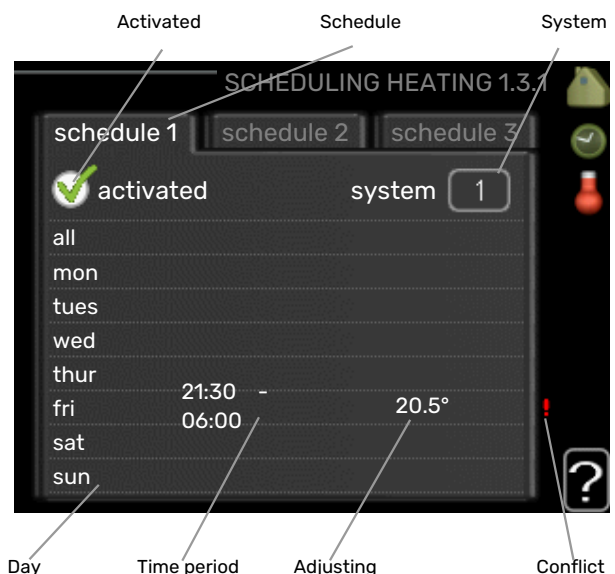 Activated Schedule System
SCHEDULING HEATING 1.3.1
schedule 1 schedule 2 schedule 3
activated system 1
all
mon
tues
wed
thur
21:30 -
fri 20.5° !
06:00
sat
sun
?
Day Time period Adjusting Conflict